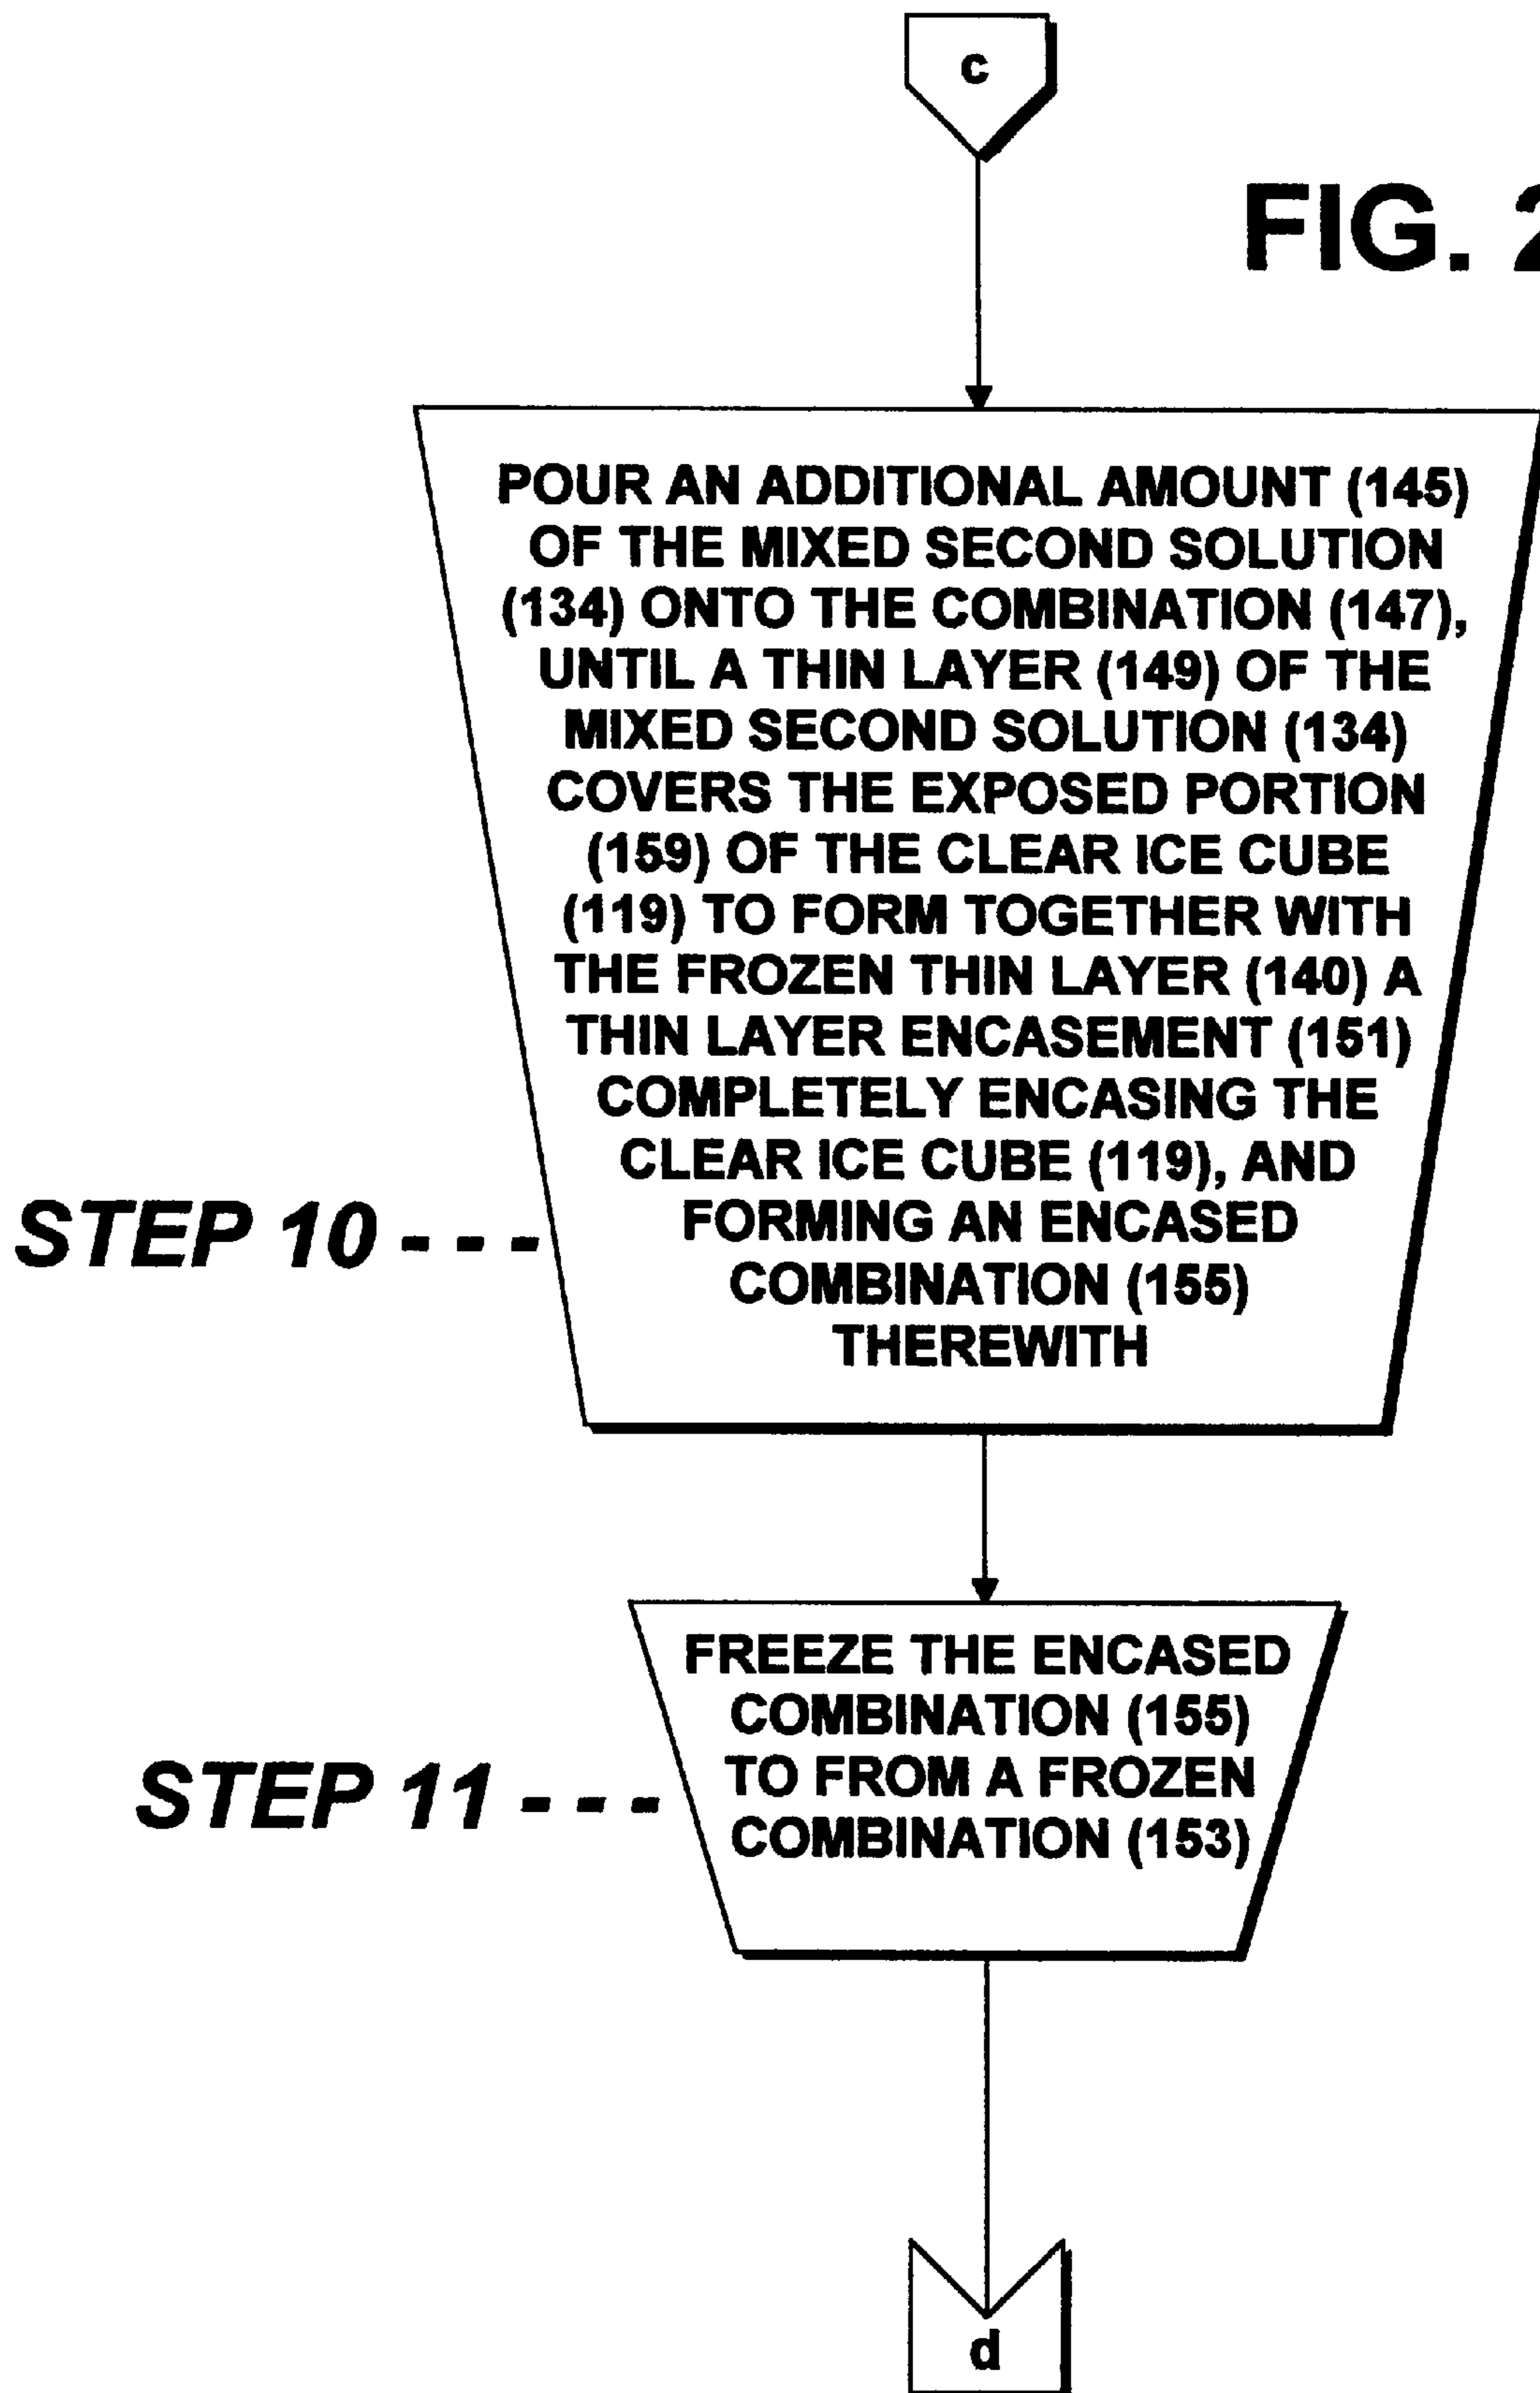 c
FIG. 2
POUR AN ADDITIONAL AMOUNT (145)
OF THE MIXED SECOND SOLUTION
(134) ONTO THE COMBINATION (147),
UNTIL A THIN LAYER (149) OF THE
MIXED SECOND SOLUTION (134)
COVERS THE EXPOSED PORTION
(159) OF THE CLEAR ICE CUBE
(119) TO FORM TOGETHER WITH
THE FROZEN THIN LAYER (140) A
THIN LAYER ENCASEMENT (151)
COMPLETELY ENCASING THE
CLEAR ICE CUBE (119), AND
FORMING AN ENCASED
COMBINATION (155)
THEREWITH
STEP 10 - - -
FREEZE THE ENCASED
COMBINATION (155)
TO FROM A FROZEN
COMBINATION (153)
STEP 11 - - -
d